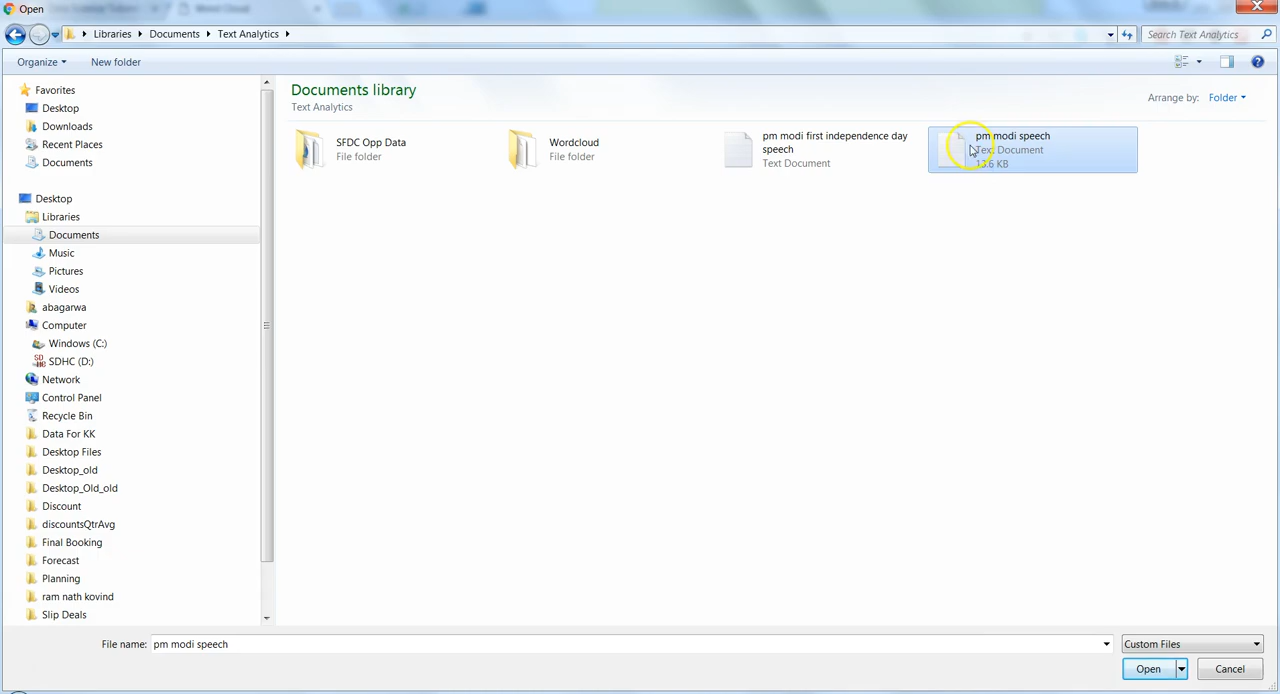 Open
Libraries
Documents
Text Analytics
Search Text Analytics
Organize
New folder
Favorites
Desktop
Downloads
Recent Places
Documents
Desktop
Libraries
Documents
Music
Pictures
Videos
abagarwa
Computer
Windows (C:)
SDHC (D:)
Network
Control Panel
Recycle Bin
Data For KK
Desktop Files
Desktop_old
Desktop_Old_old
Discount
discountsQtrAvg
Final Booking
Forecast
Planning
ram nath kovind
Slip Deals
Documents library
Text Analytics
Arrange by: Folder
SFDC Opp Data
File folder
Wordcloud
File folder
pm modi first independence day
speech
Text Document
pm modi speech
Text Document
13.6 KB
File name: pm modi speech
Custom Files
Open
Cancel